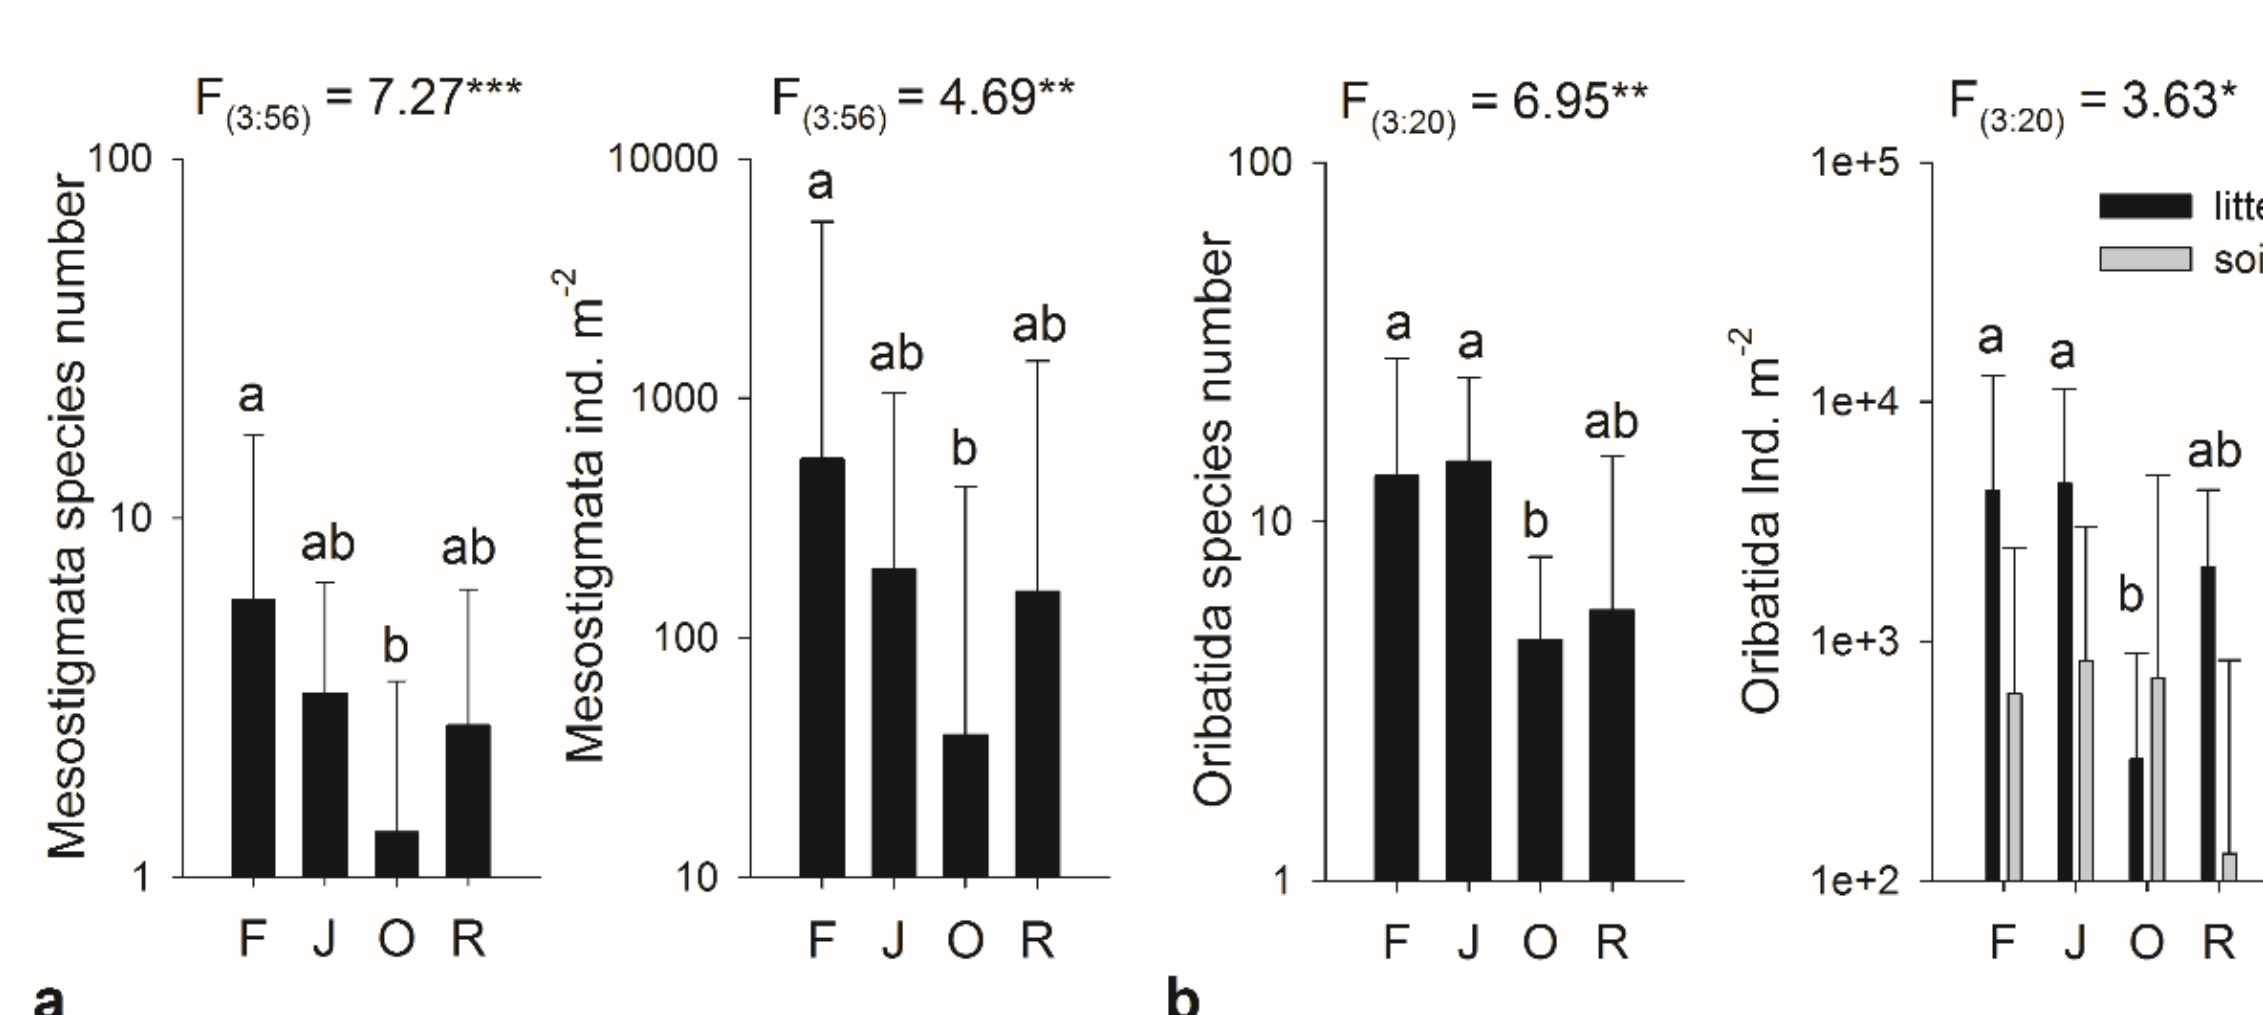 F(3:56) = 7.27***
Mesostigmata species number
100
10
1
a
ab
b
ab
F J O R
a
F(3:56) = 4.69**
Mesostigmata ind. m-2
10000
1000
100
10
a
ab
b
ab
F J O R
F(3:20) = 6.95**
Oribatida species number
100
10
1
a
a
b
ab
F J O R
b
F(3:20) = 3.63*
Oribatida Ind. m-2
1e+5
1e+4
1e+3
1e+2
litte
soi
a
a
b
ab
F J O R